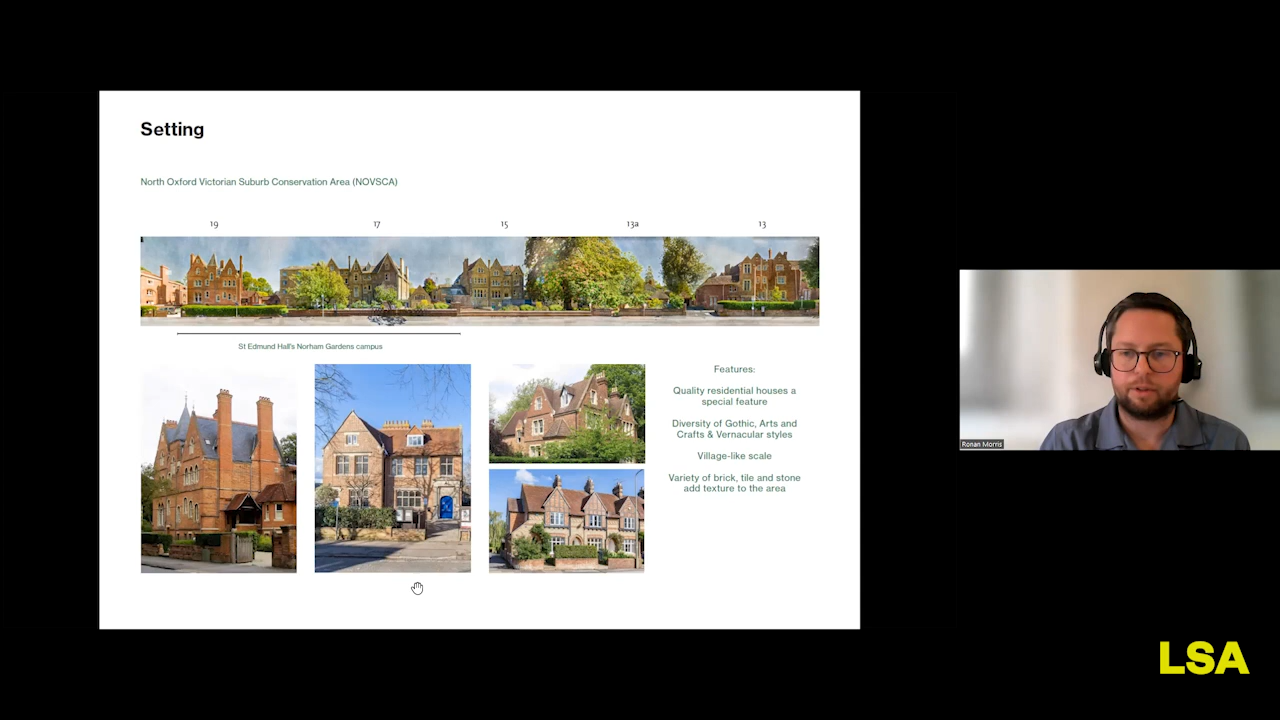 Setting
North Oxford Victorian Suburb Conservation Area (NOVSCA)
19 17 15 13a 13
St Edmund Hall's Norham Gardens campus
Features:
Quality residential houses a
special feature
Diversity of Gothic, Arts and
Crafts & Vernacular styles
Village-like scale
Variety of brick, tile and stone
add texture to the area
Ronan Morris
LSA